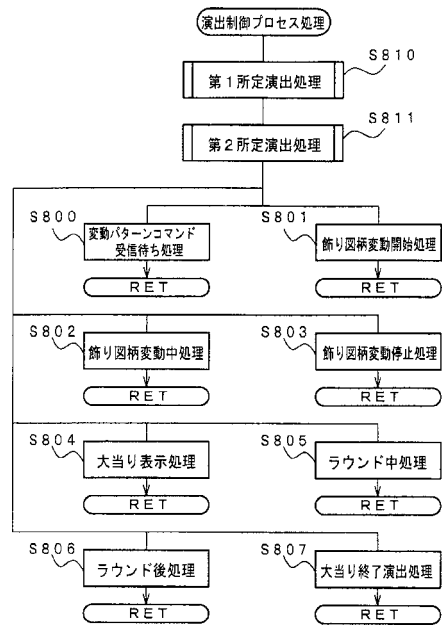 演出制御プロセス処理
S810
第1所定演出処理
S811
第2所定演出処理
S800
変動パターンコマンド
受信待ち処理
RET
S801
飾り図柄変動開始処理
RET
S802
飾り図柄変動中処理
RET
S803
飾り図柄変動停止処理
RET
S804
大当り表示処理
RET
S805
ラウンド中処理
RET
S806
ラウンド後処理
RET
S807
大当り終了演出処理
RET